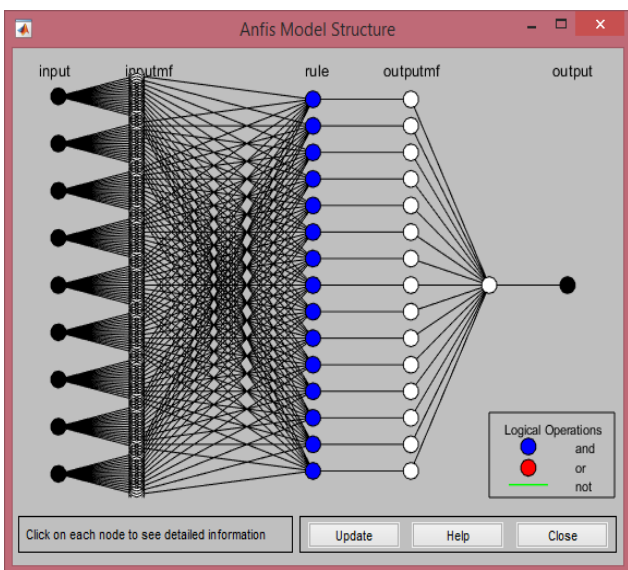 Anfis Model Structure
input inputmf rule outputmf output
Logical Operations
and
or
not
Click on each node to see detailed information
Update Help Close